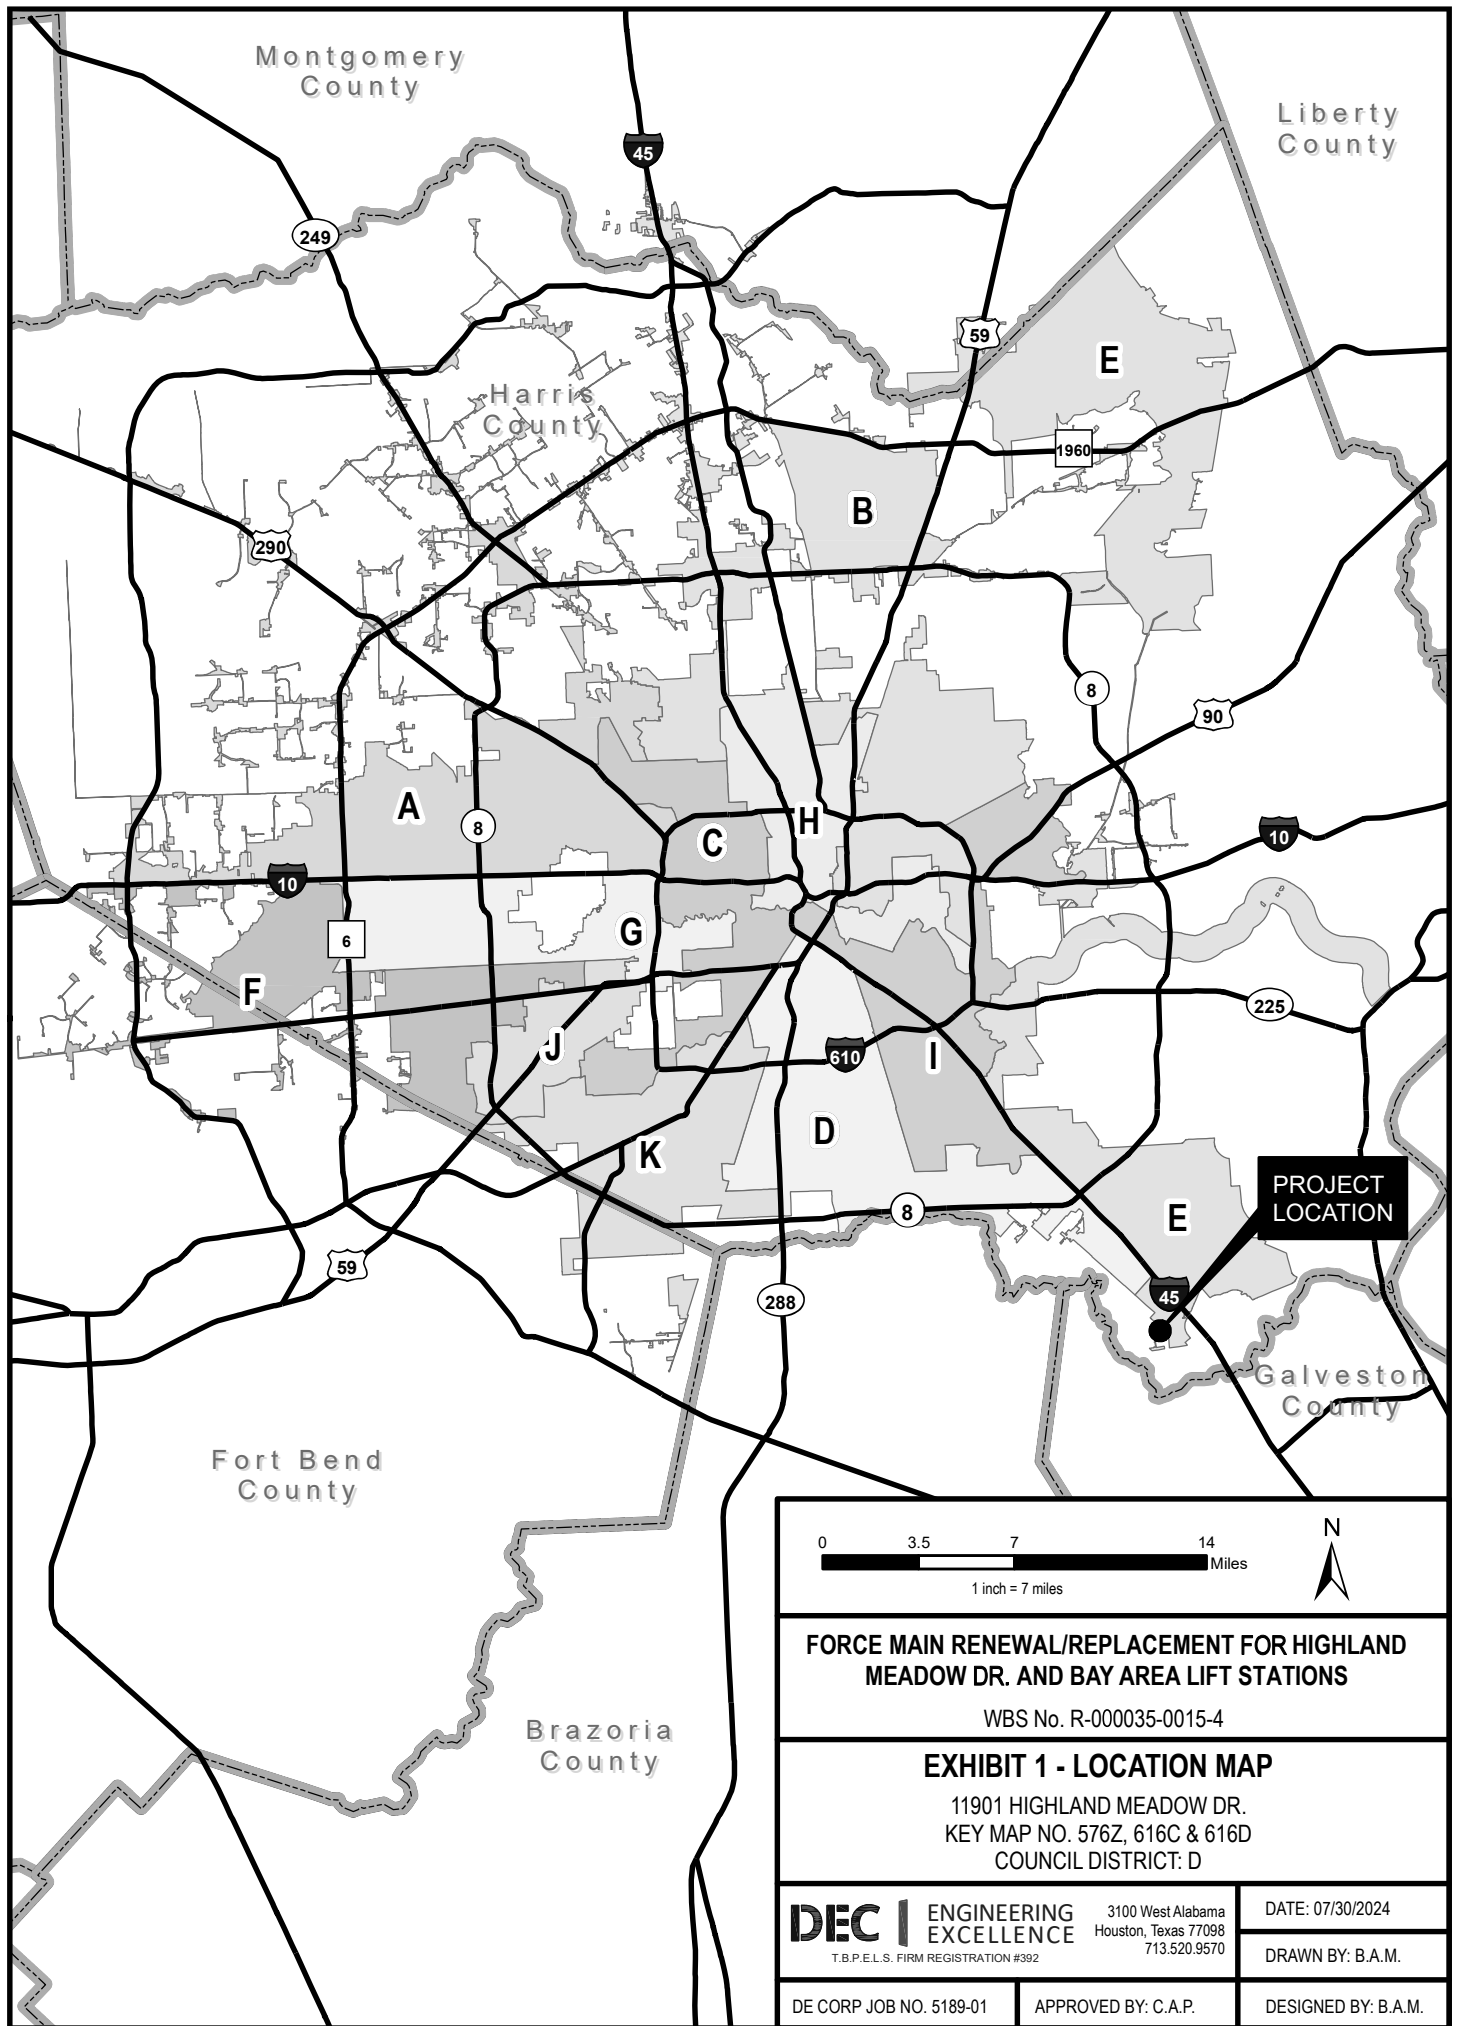 Montgomery
County
Liberty
County
45
249
59
E
Harris
County
1960
B
290
8
90
A
8
C
H
10
10
G
6
F
225
J
610
I
D
K
PROJECT
LOCATION
8
E
59
288
45
Galveston
County
Fort Bend
County
Brazoria
County
0 3.5 7 14
Miles
1 inch = 7 miles
N
FORCE MAIN RENEWAL/REPLACEMENT FOR HIGHLAND
MEADOW DR. AND BAY AREA LIFT STATIONS
WBS No. R-000035-0015-4
EXHIBIT 1 - LOCATION MAP
11901 HIGHLAND MEADOW DR.
KEY MAP NO. 576Z, 616C & 616D
COUNCIL DISTRICT: D
DEC ENGINEERING
EXCELLENCE
T.B.P.E.L.S. FIRM REGISTRATION #392
3100 West Alabama
Houston, Texas 77098
713.520.9570
DATE: 07/30/2024
DRAWN BY: B.A.M.
DE CORP JOB NO. 5189-01
APPROVED BY: C.A.P.
DESIGNED BY: B.A.M.